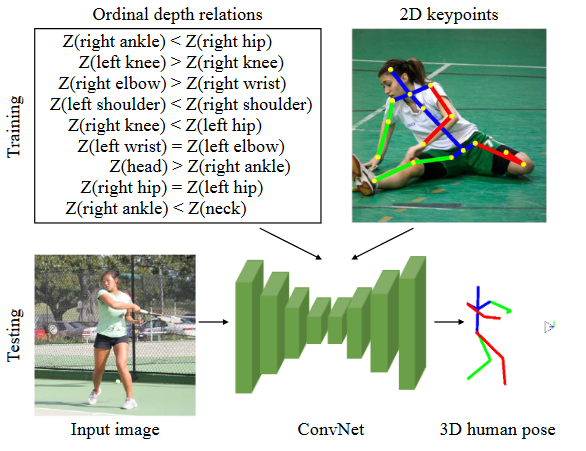 Ordinal depth relations
2D keypoints
Training
Z(right ankle) < Z(right hip)
Z(left knee) > Z(right knee)
Z(right elbow) > Z(right wrist)
Z(left shoulder) < Z(right shoulder)
Z(right knee) < Z(left hip)
Z(left wrist) = Z(left elbow)
Z(head) > Z(right ankle)
Z(right hip) = Z(left hip)
Z(right ankle) < Z(neck)
Testing
Input image
ConvNet
3D human pose